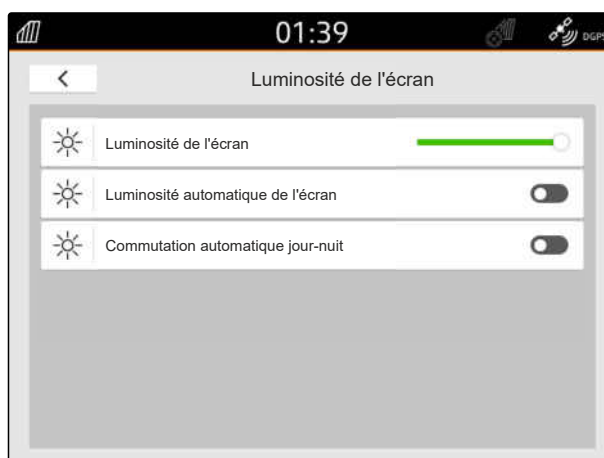 01:39
DGPS
Luminosité de l'écran
Luminosité de l'écran
Luminosité automatique de l'écran
Commutation automatique jour-nuit